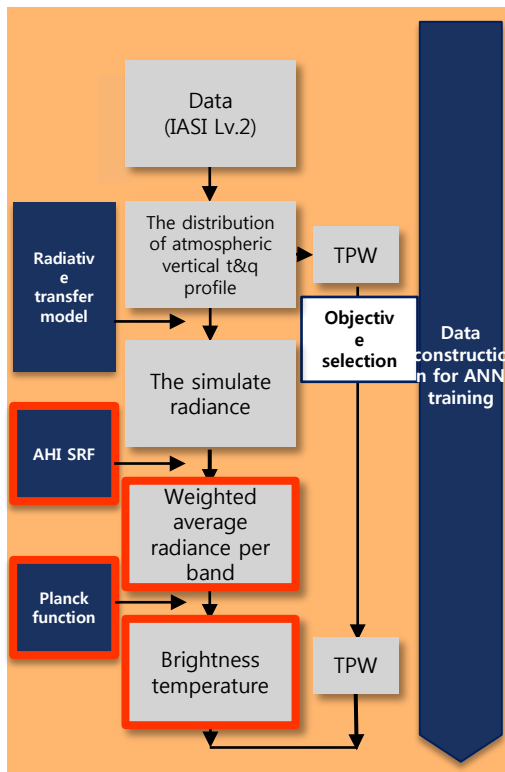 Data
(IASI Lv.2)
The distribution
of atmospheric
vertical t&q
profile
TPW
Radiativ
e
transfer
model
Objectiv
e
selection
Data
constructio
n for ANN
training
The simulate
radiance
AHI SRF
Weighted
average
radiance per
band
Planck
function
Brightness
temperature
TPW